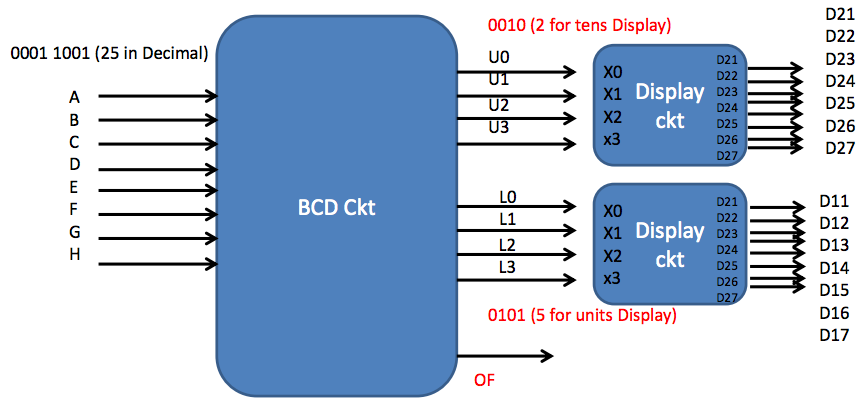 0001 1001 (25 in Decimal)
A
B
C
D
E
F
G
H
BCD Ckt
0010 (2 for tens Display)
U0
U1
U2
U3
X0
X1
X2
x3
Display
ckt
D21
D22
D23
D24
D25
D26
D27
D21
D22
D23
D24
D25
D26
D27
L0
L1
L2
L3
0101 (5 for units Display)
X0
X1
X2
x3
Display
ckt
D21
D22
D23
D24
D25
D26
D27
D11
D12
D13
D14
D15
D16
D17
OF